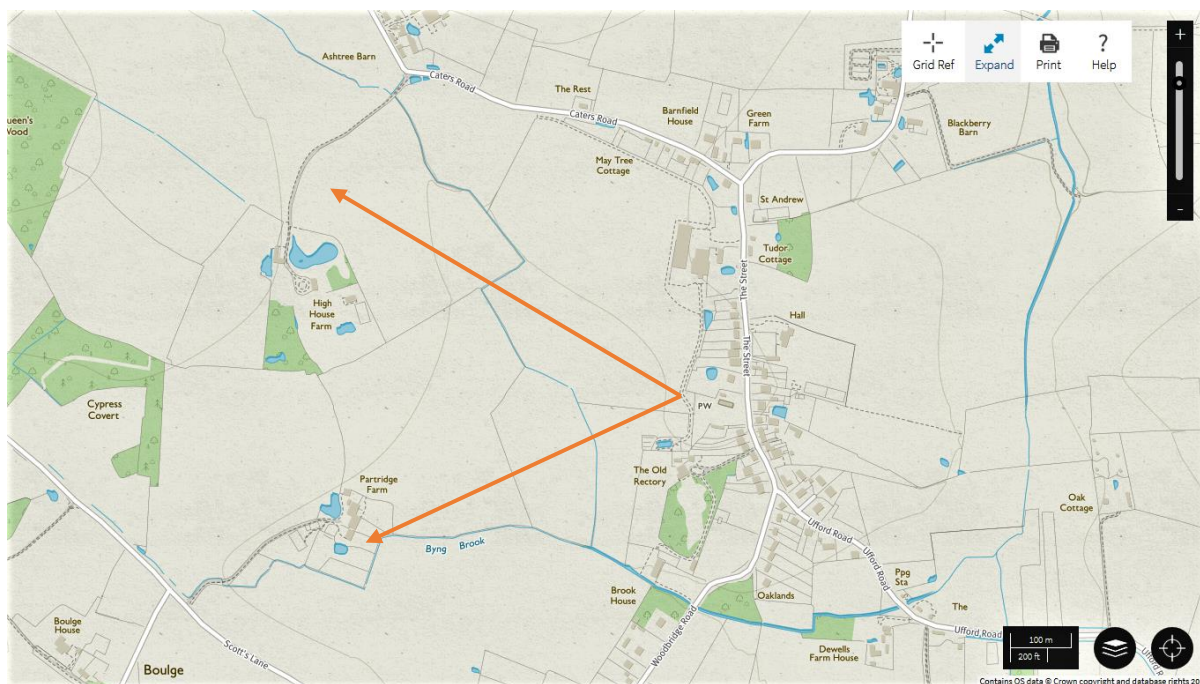 Ashtree Barn
Caters Road
The Rest
Caters Road
Barnfield
House
Green
Farm
Grid Ref
Expand
Print
?
Help
+
-
Blackberry
Barn
Wood
May Tree
Cottage
St Andrew
Tudor
Cottage
The Street
High
House
Farm
Hall
The Street
Cypress
Covert
PW
Partridge
Farm
The Old
Rectory
Oak
Cottage
Byng Brook
Ufford Road
Ufford Road
Ppg
Sta
Brook
House
Oaklands
The
Woodbridge Road
Boulge
House
Scott's Lane
Boulge
Dewells
Farm House
Ufford Road
Ufford R
100 m
200 ft
Contains OS data © Crown copyright and database rights 20